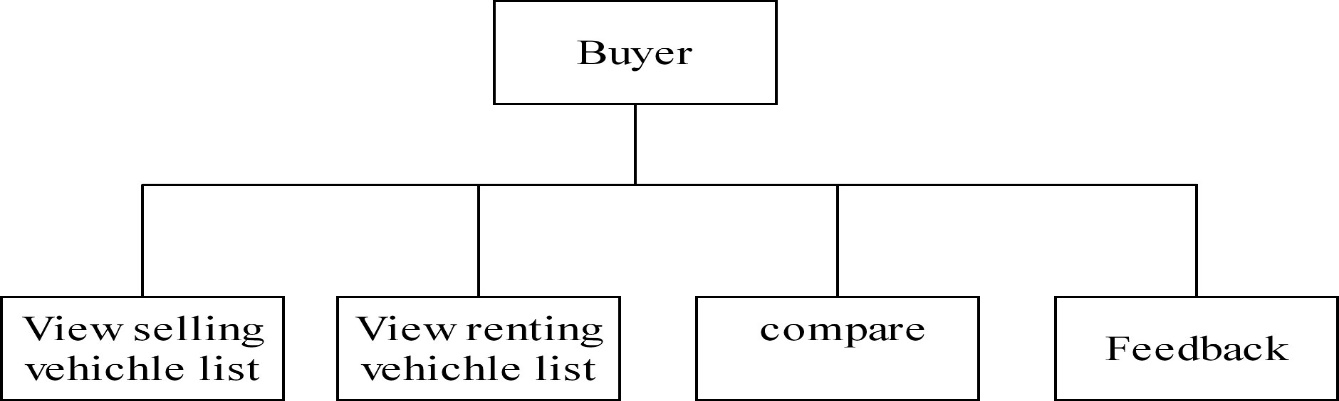 Buyer
View selling
vehichle list
View renting
vehichle list
compare
Feedback